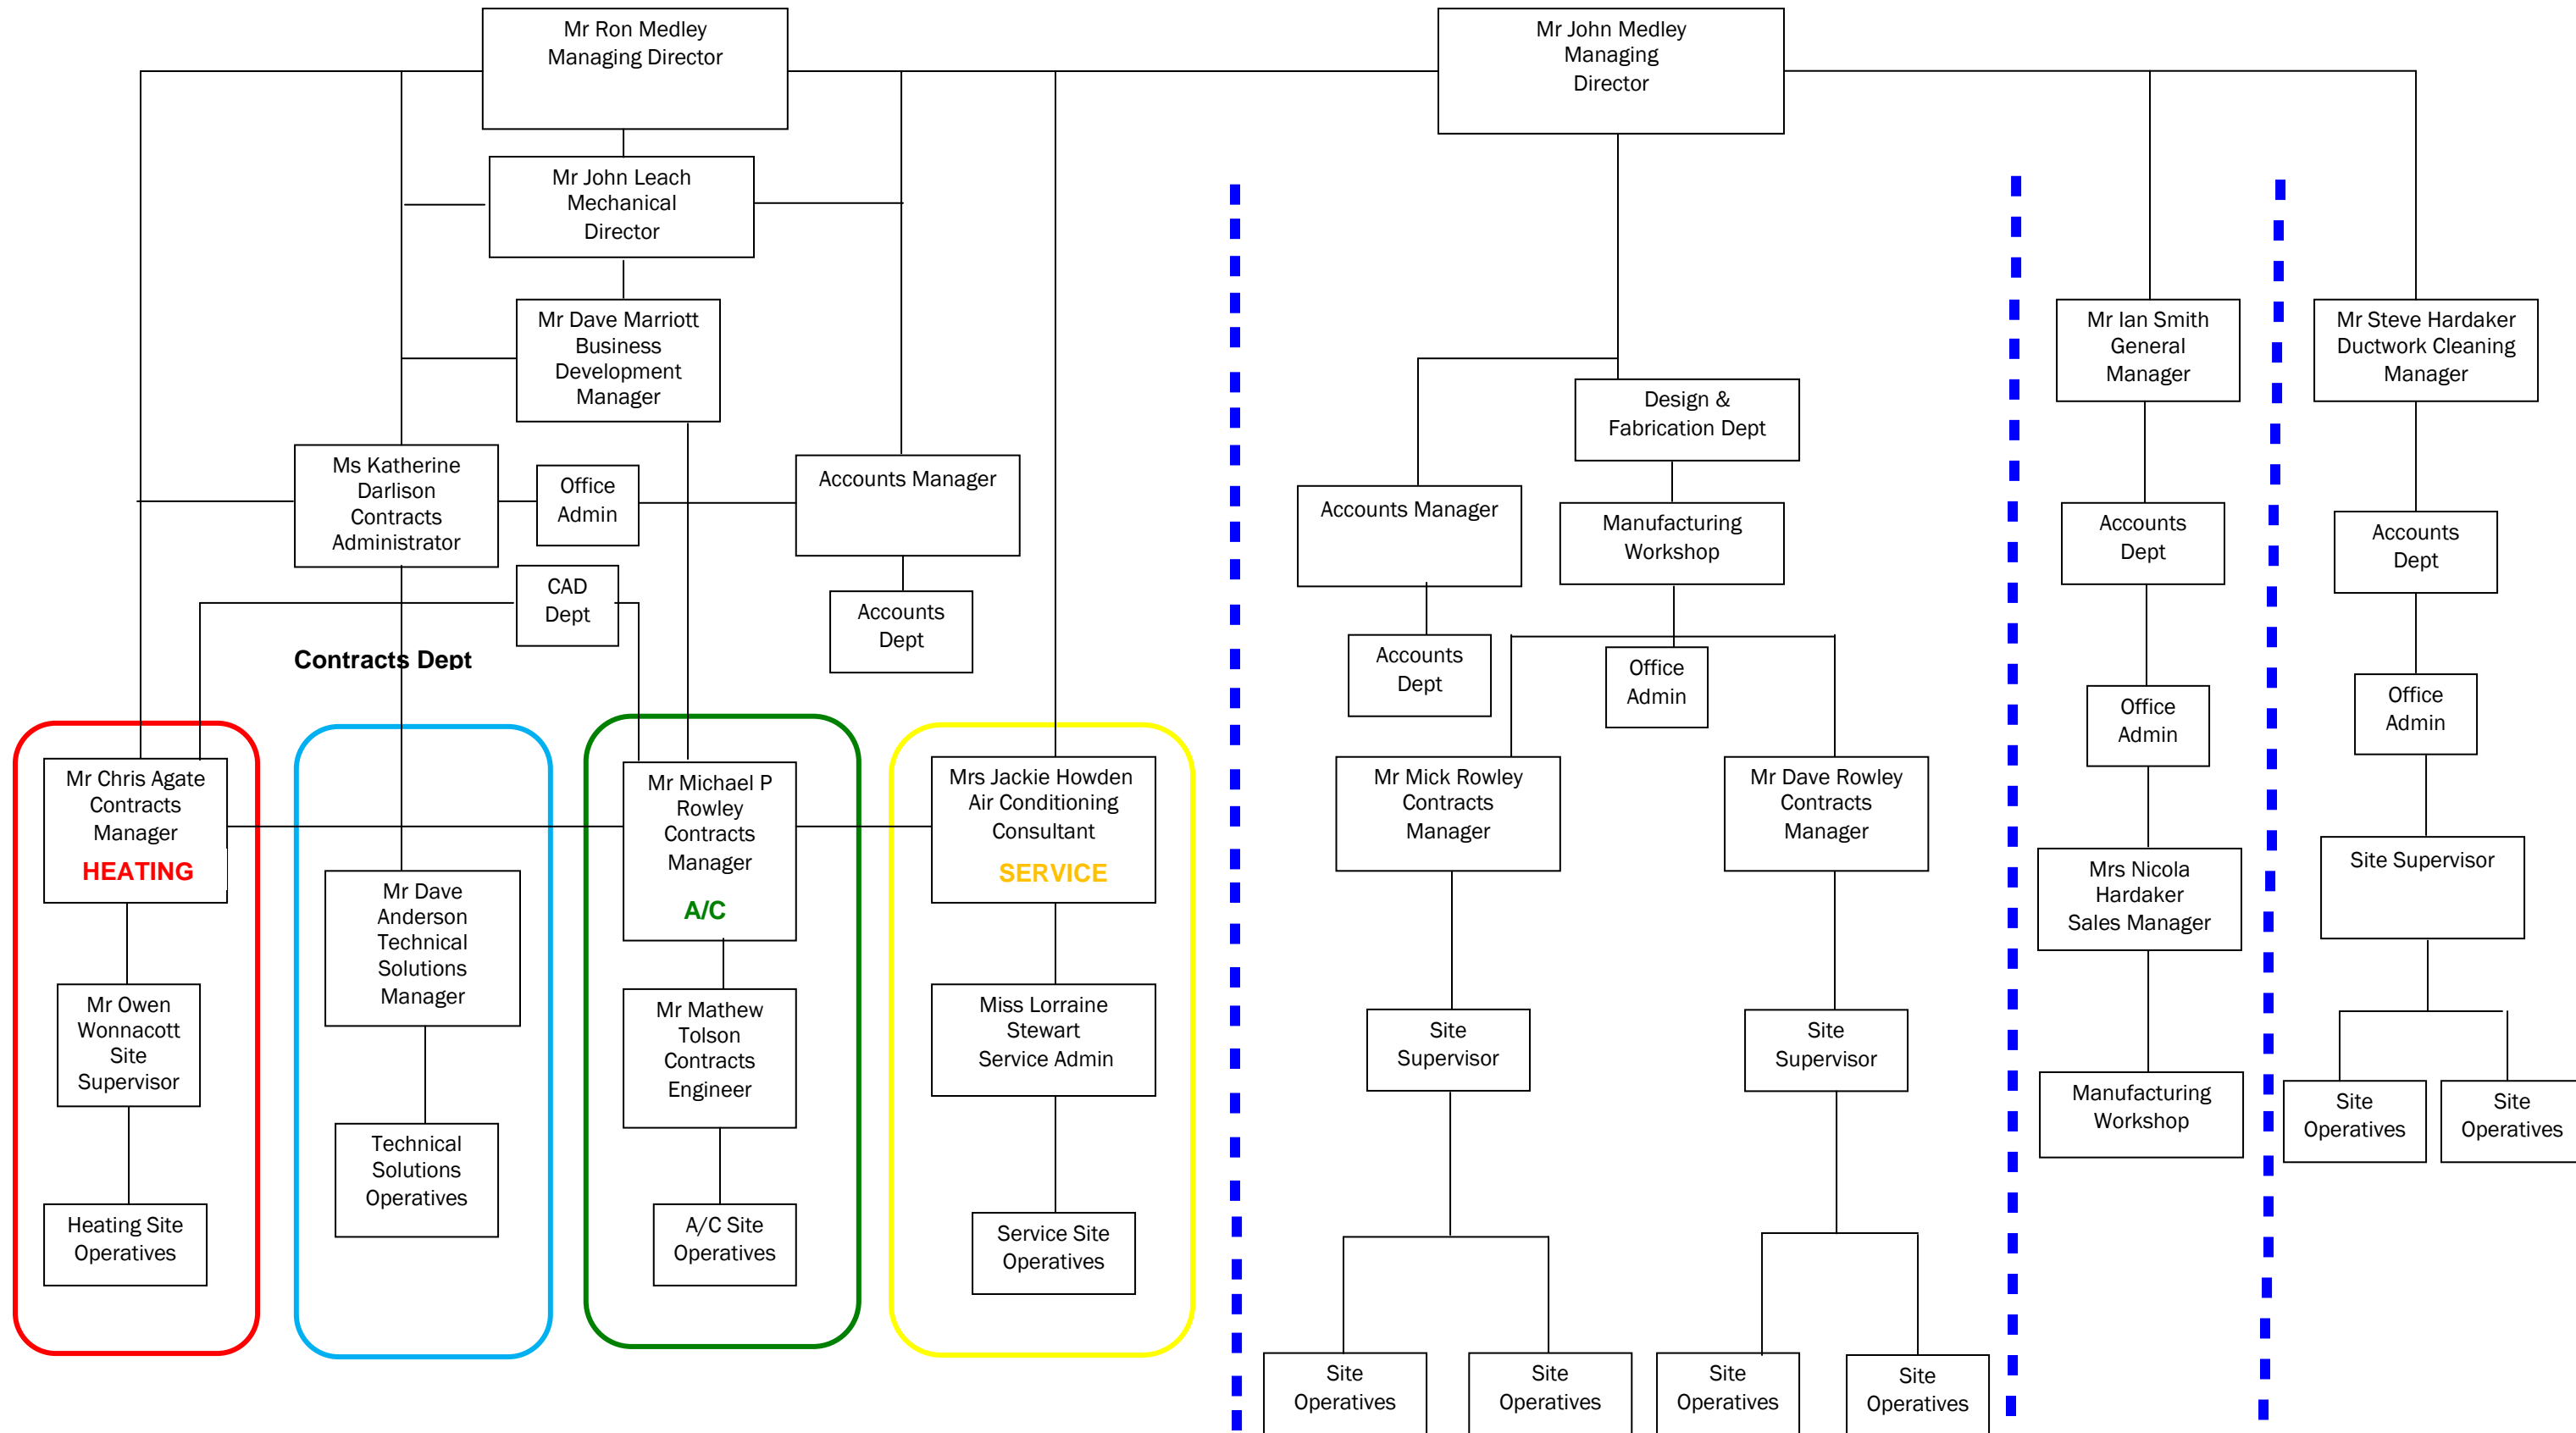 Mr Ron Medley
Managing Director
Mr John Medley
Managing
Director
Mr John Leach
Mechanical
Director
Mr Dave Marriott
Business
Development
Manager
Mr Ian Smith
General
Manager
Mr Steve Hardaker
Ductwork Cleaning
Manager
Design &
Fabrication Dept
Ms Katherine
Darlison
Contracts
Administrator
Office
Admin
Accounts Manager
Accounts Manager
Manufacturing
Workshop
Accounts
Dept
Accounts
Dept
CAD
Dept
Accounts
Dept
Contracts Dept
Accounts
Dept
Office
Admin
Office
Admin
Office
Admin
Mr Chris Agate
Contracts
Manager
HEATING
Mr Michael P
Rowley
Contracts
Manager
A/C
Mrs Jackie Howden
Air Conditioning
Consultant
SERVICE
Mr Mick Rowley
Contracts
Manager
Mr Dave Rowley
Contracts
Manager
Mrs Nicola
Hardaker
Sales Manager
Site Supervisor
Mr Dave
Anderson
Technical
Solutions
Manager
Mr Owen
Wonnacott
Site
Supervisor
Mr Mathew
Tolson
Contracts
Engineer
Miss Lorraine
Stewart
Service Admin
Site
Supervisor
Site
Supervisor
Manufacturing
Workshop
Site
Operatives
Site
Operatives
Technical
Solutions
Operatives
Heating Site
Operatives
A/C Site
Operatives
Service Site
Operatives
Site
Operatives
Site
Operatives
Site
Operatives
Site
Operatives